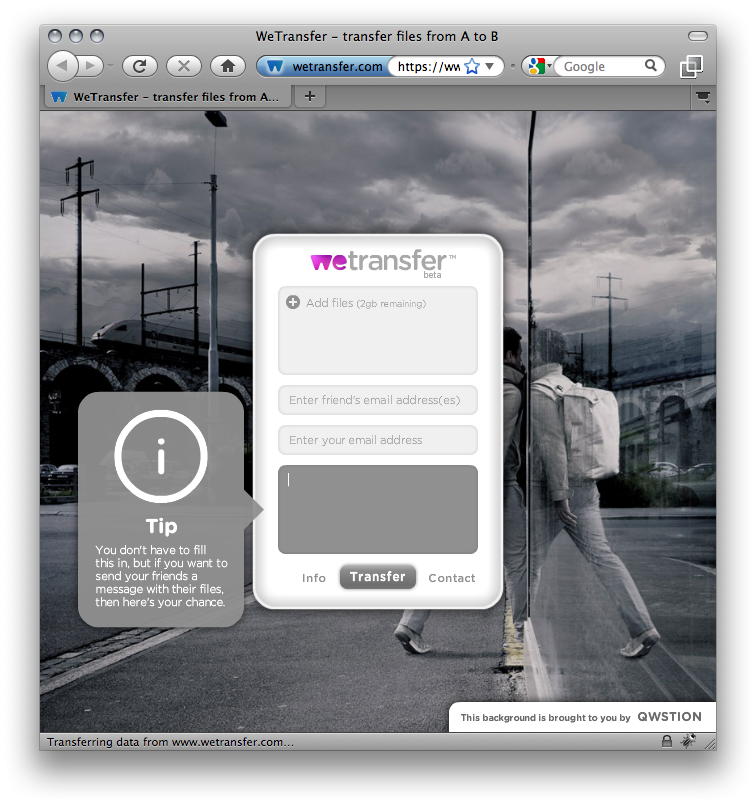 WeTransfer – transfer files from A to B
wetransfer.com
https://ww
Google
WeTransfer – transfer files from A...
wetransfer™
beta
Add files (2gb remaining)
Enter friend's email address(es)
Enter your email address
i
Tip
You don't have to fill
this in, but if you want to
send your friends a
message with their files,
then here's your chance.
Info
Transfer
Contact
This background is brought to you by QWSTION
Transferring data from www.wetransfer.com...